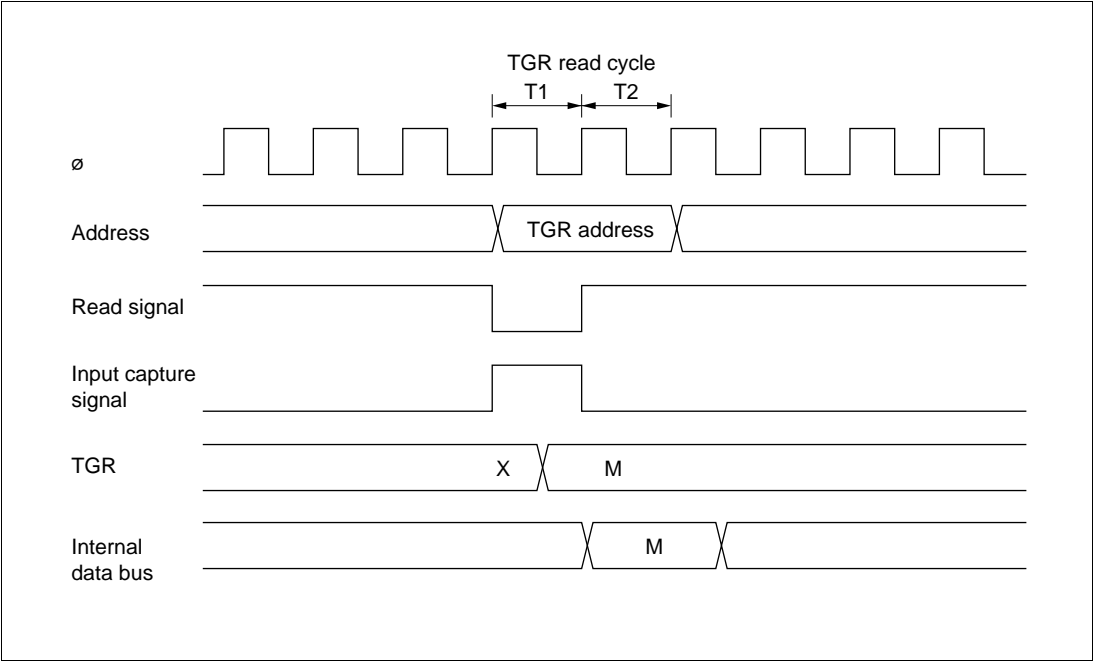 TGR read cycle
T1 T2
ø
Address TGR address
Read signal
Input capture
signal
TGR X M
Internal
data bus M